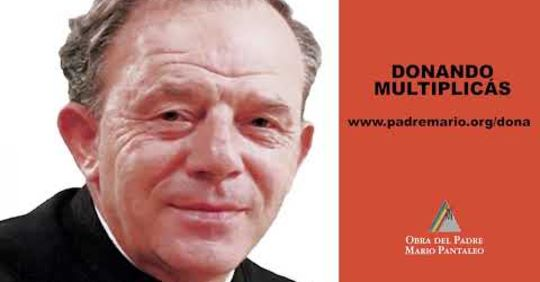 DONANDO
MULTIPLICÁS
www.padremario.org/dona
OBRA DEL PADRE
MARIO PANTALEO